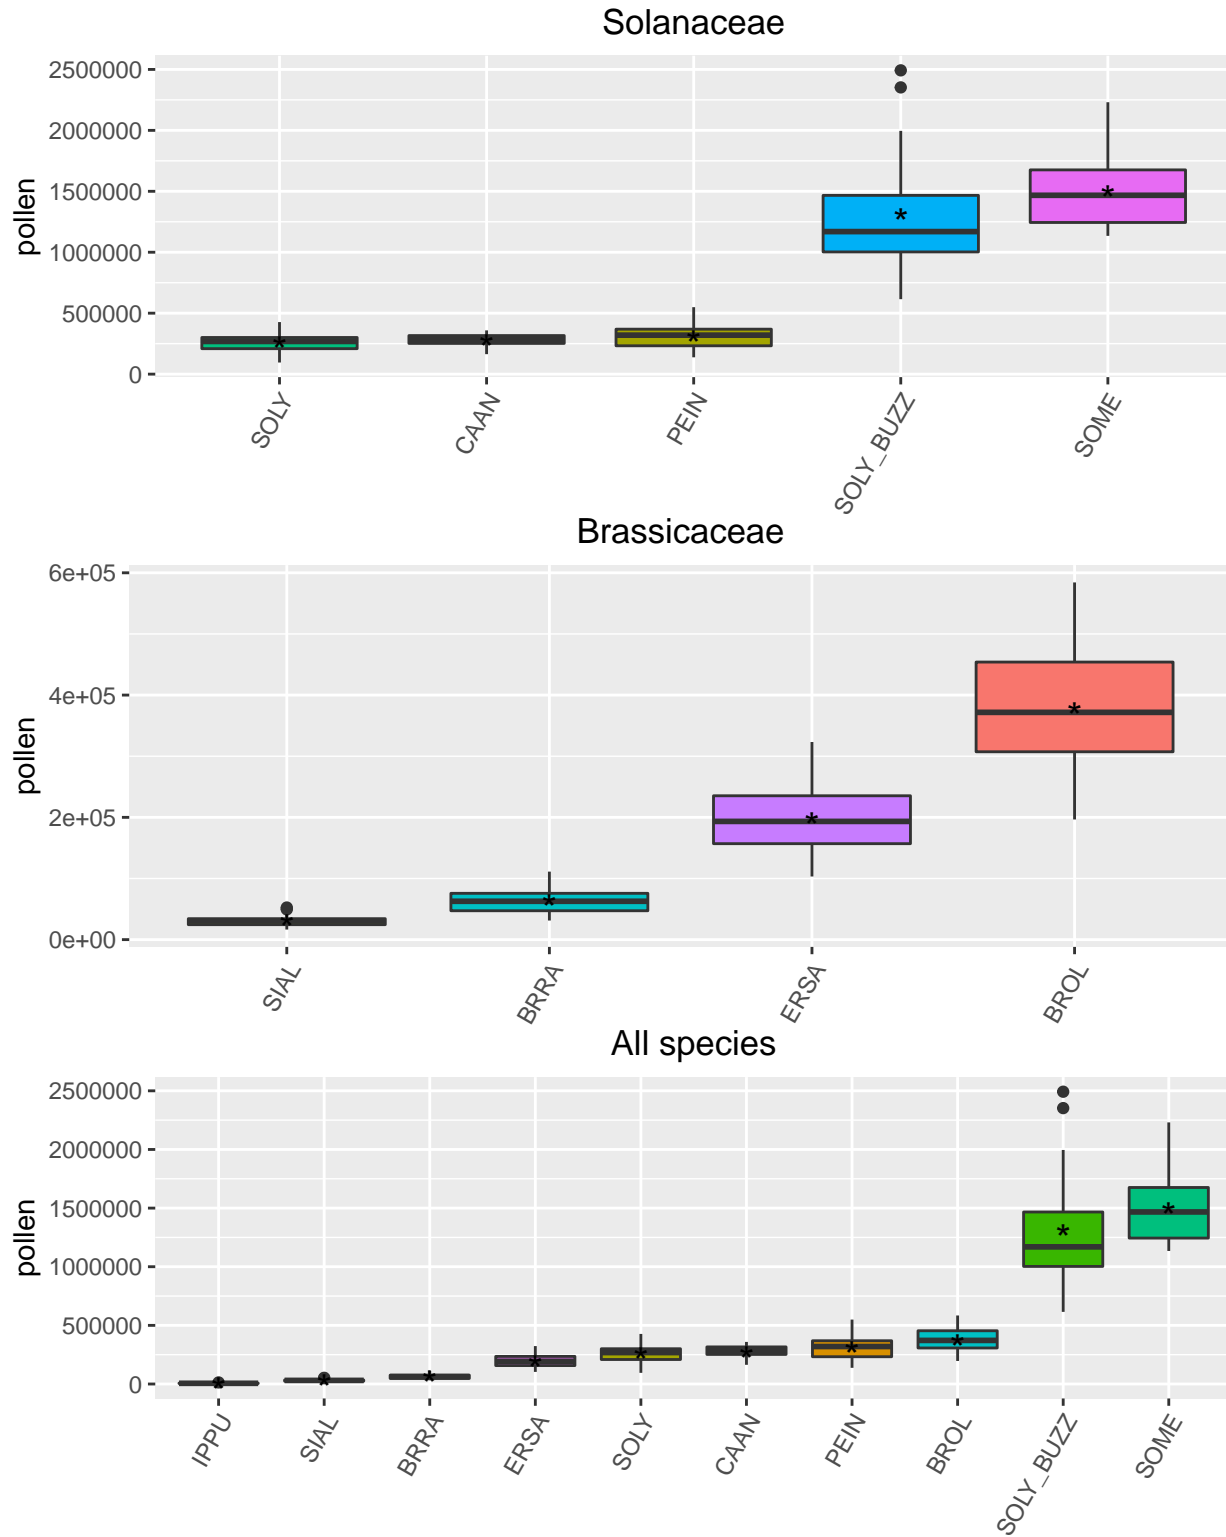 Solanaceae
2500000
2000000
1500000
1000000
500000
0
pollen
SOLY
CAAN
PEIN
SOLY_BUZZ
SOME
Brassicaceae
6e+05
4e+05
2e+05
0e+00
pollen
SIAL
BRRA
ERSA
BROL
All species
2500000
2000000
1500000
1000000
500000
0
pollen
IPPU
SIAL
BRRA
ERSA
SOLY
CAAN
PEIN
BROL
SOLY_BUZZ
SOME